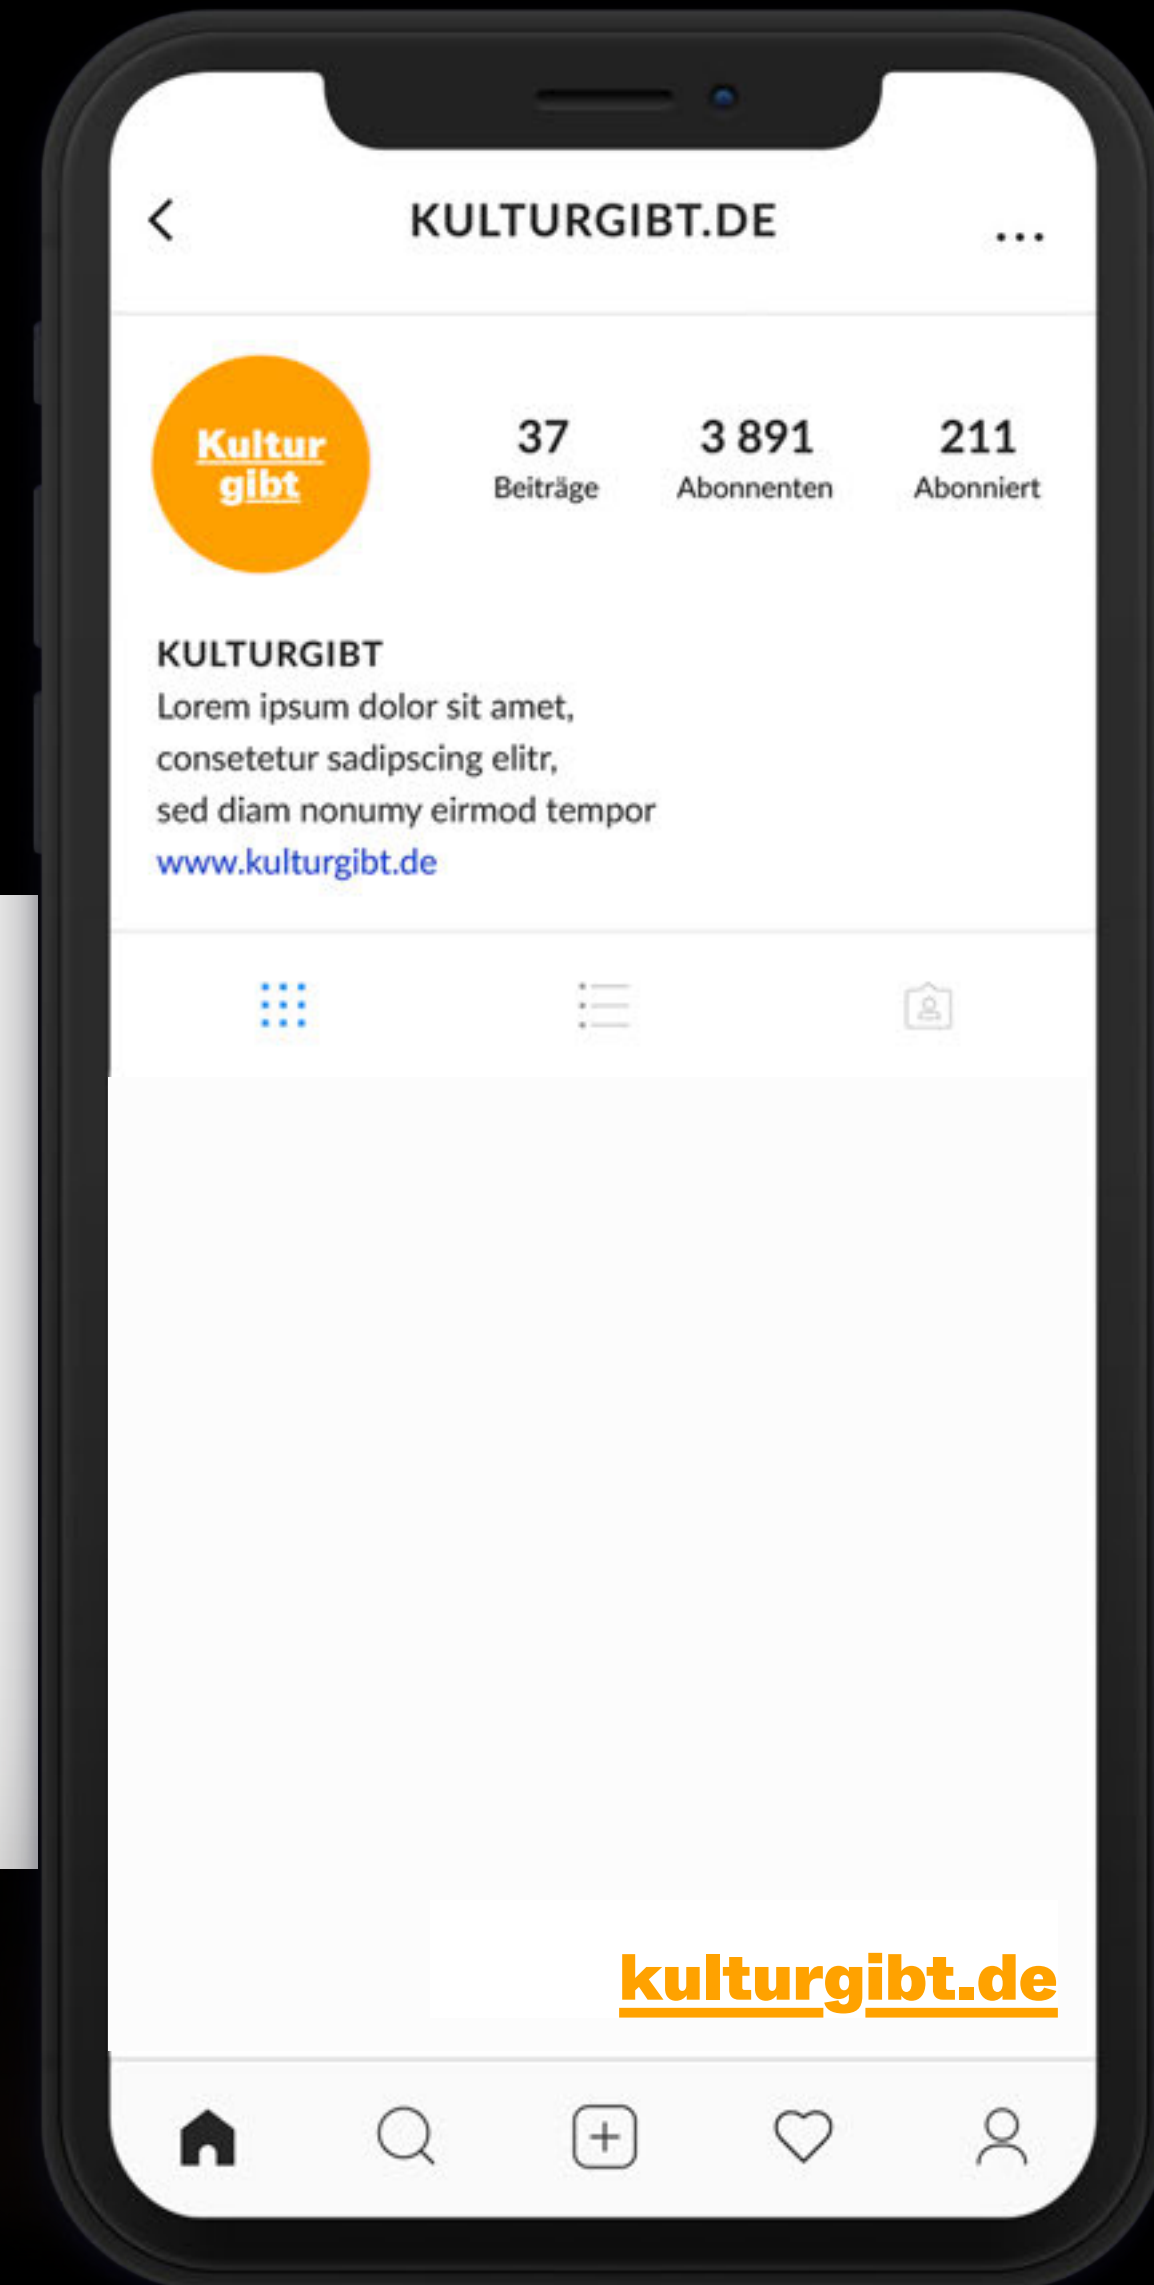 KULTURGIBT.DE
...
Kultur
gibt
37 3 891 211
Beiträge Abonnenten Abonniert
KULTURGIBT
Lorem ipsum dolor sit amet,
consetetur sadipscing elitr,
sed diam nonumy eirmod tempor
www.kulturgibt.de
kulturgibt.de